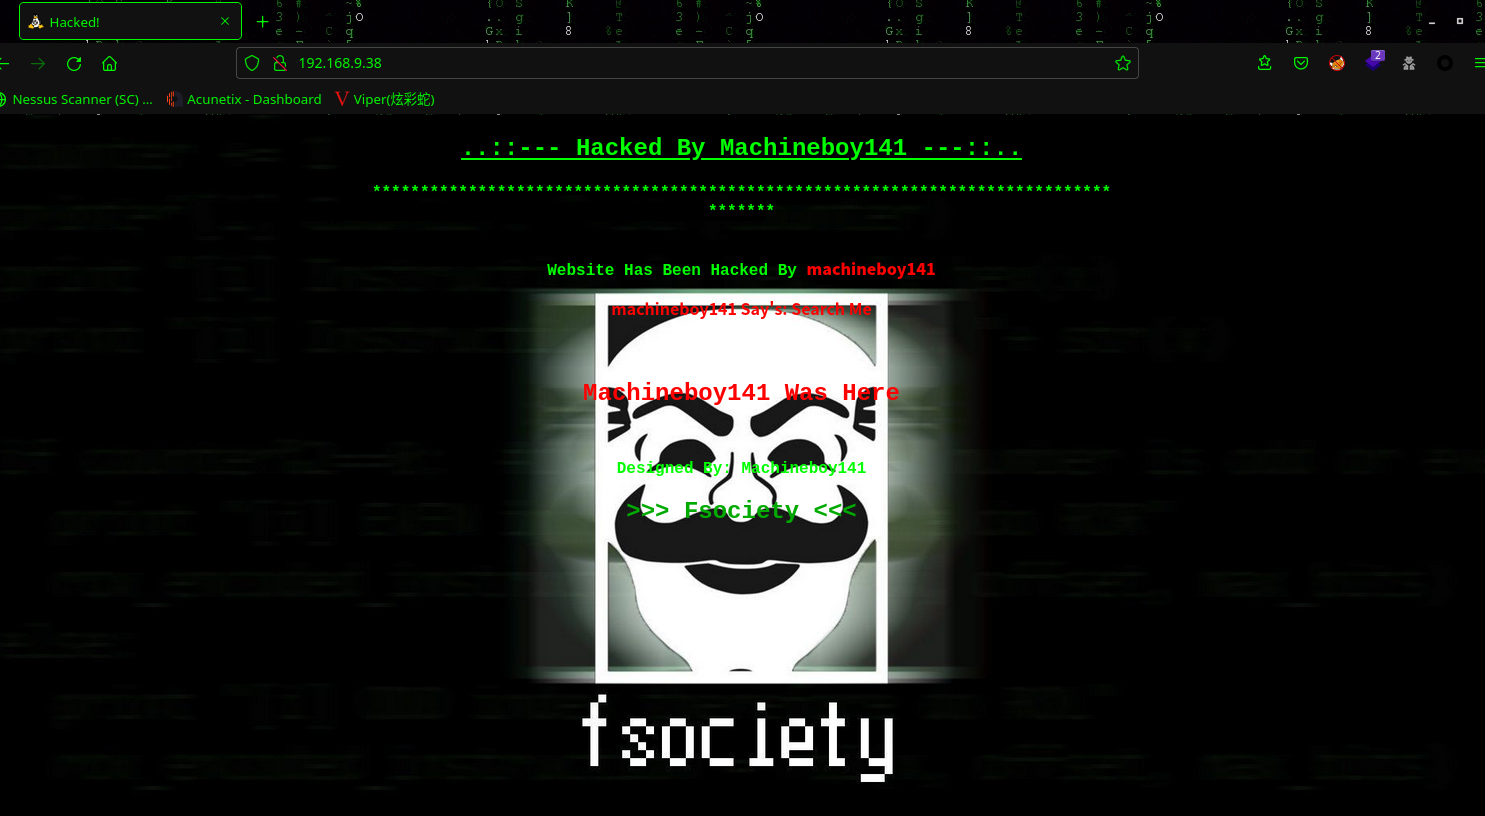 Hacked!
192.168.9.38
2
Nessus Scanner (SC) ...
Acunetix - Dashboard
Viper(炫彩蛇)
..::--- Hacked By Machineboy141 ---::..
*****************************************************************************
*******
Website Has Been Hacked By machineboy141
machineboy141 Say's: Search Me
Machineboy141 Was Here
Designed By: Machineboy141
>>> Fsociety <<<
fsociety